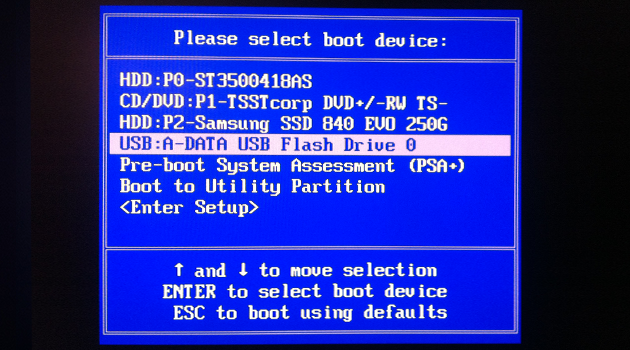 Please select boot device:
HDD:P0-ST3500418AS
CD/DVD:P1-TSSTcorp DVD+/-RW TS-
HDD:P2-Samsung SSD 840 EVO 250G
USB:A-DATA USB Flash Drive 0
Pre-boot System Assessment (PSA+)
Boot to Utility Partition
<Enter Setup>
↑ and ↓ to move selection
ENTER to select boot device
ESC to boot using defaults